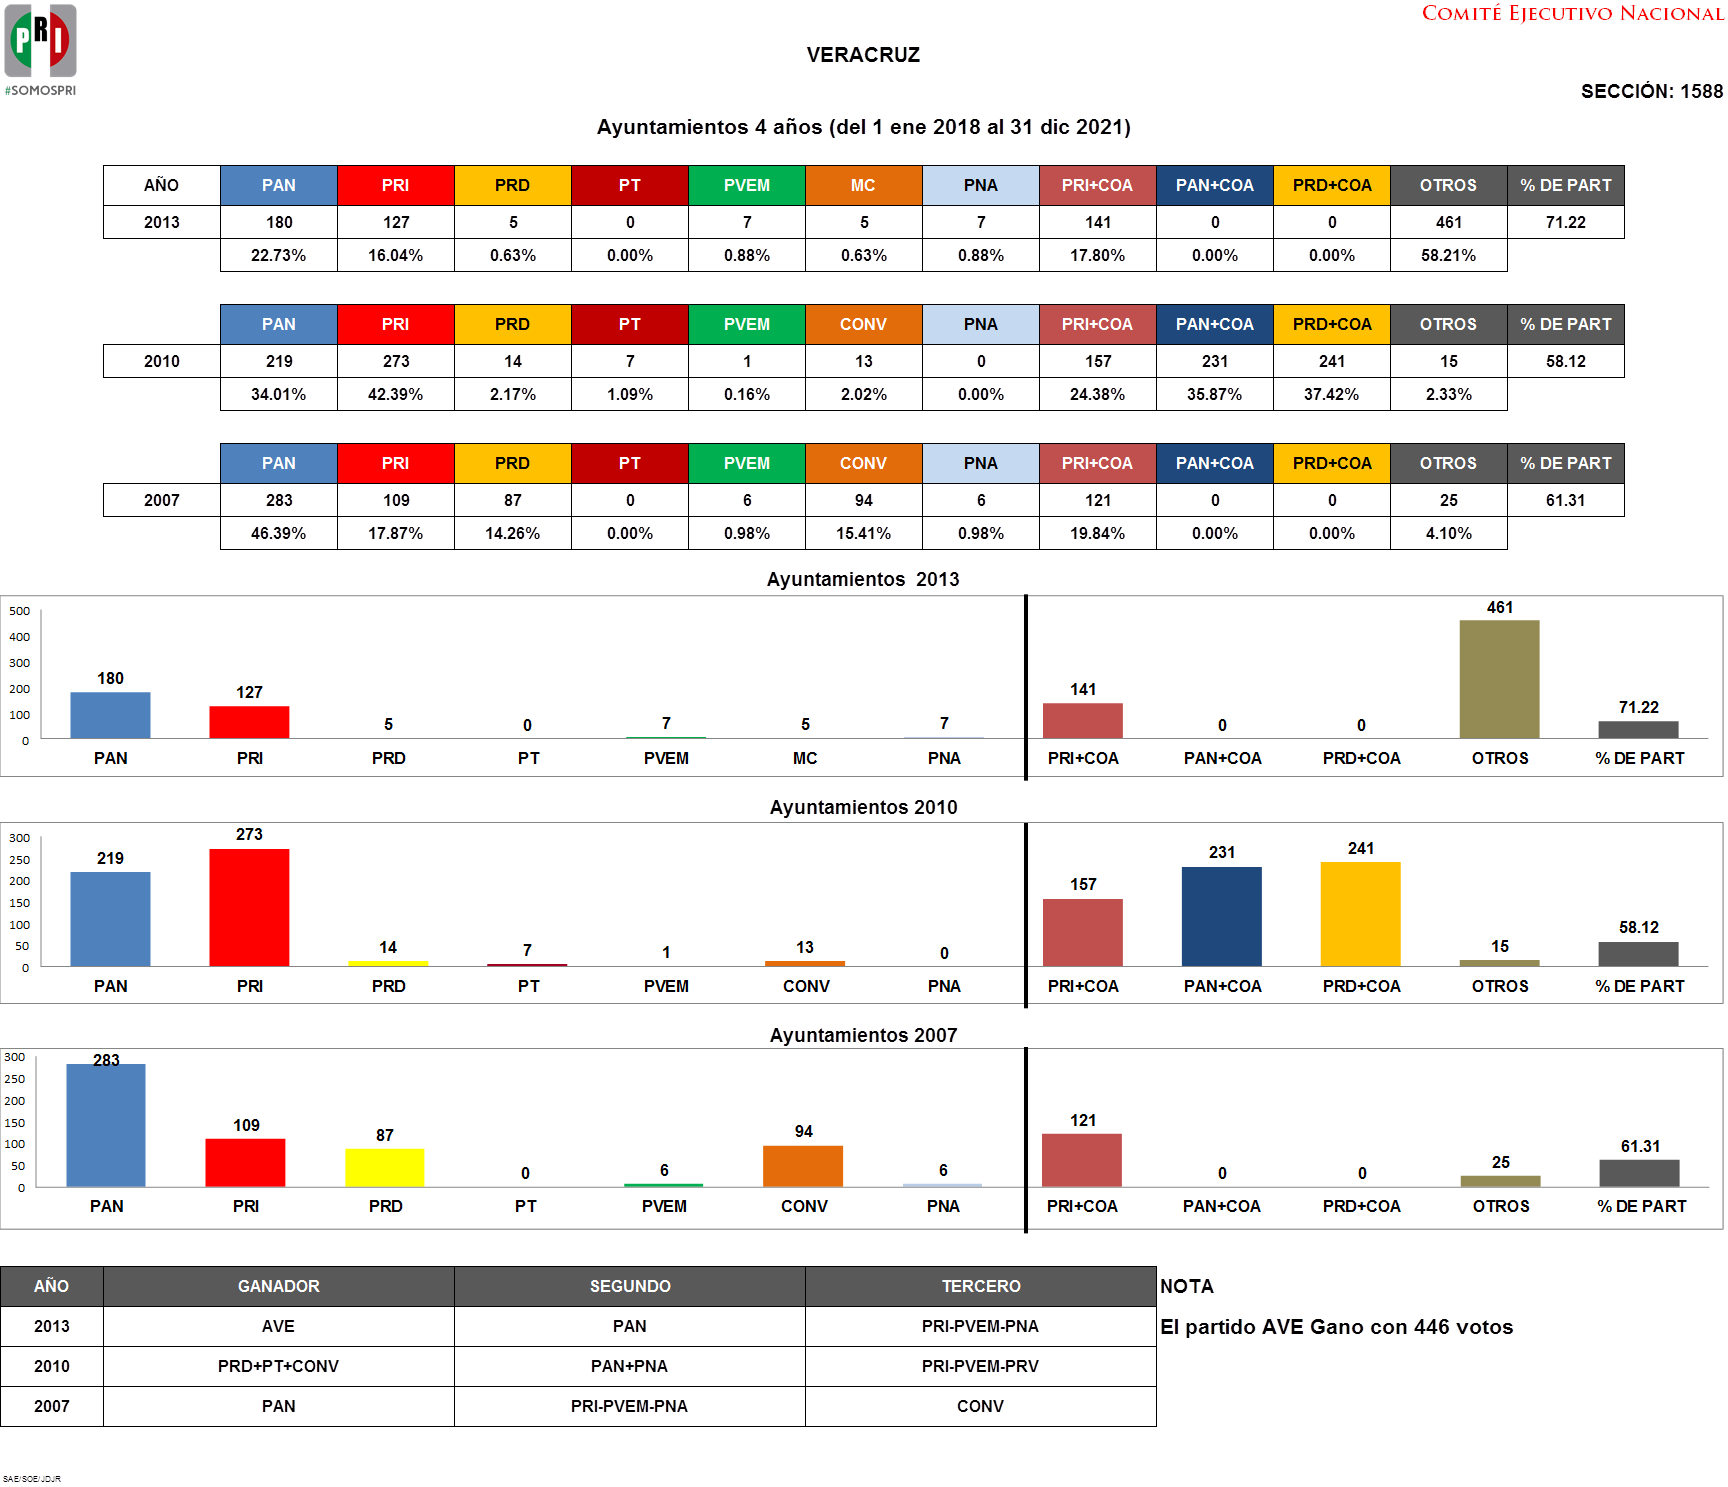 PRI
#SOMOSPRI
COMITÉ EJECUTIVO NACIONAL
VERACRUZ
SECCIÓN: 1588
Ayuntamientos 4 años (del 1 ene 2018 al 31 dic 2021)
AÑO PAN PRI PRD PT PVEM MC PNA PRI+COA PAN+COA PRD+COA OTROS % DE PART
2013 180 127 5 0 7 5 7 141 0 0 461 71.22
22.73% 16.04% 0.63% 0.00% 0.88% 0.63% 0.88% 17.80% 0.00% 0.00% 58.21%
PAN PRI PRD PT PVEM CONV PNA PRI+COA PAN+COA PRD+COA OTROS % DE PART
2010 219 273 14 7 1 13 0 157 231 241 15 58.12
34.01% 42.39% 2.17% 1.09% 0.16% 2.02% 0.00% 24.38% 35.87% 37.42% 2.33%
PAN PRI PRD PT PVEM CONV PNA PRI+COA PAN+COA PRD+COA OTROS % DE PART
2007 283 109 87 0 6 94 6 121 0 0 25 61.31
46.39% 17.87% 14.26% 0.00% 0.98% 15.41% 0.98% 19.84% 0.00% 0.00% 4.10%
Ayuntamientos 2013
500
400
300
200
100
0
180 127 5 0 7 5 7 141 0 0 461 71.22
PAN PRI PRD PT PVEM MC PNA PRI+COA PAN+COA PRD+COA OTROS % DE PART
Ayuntamientos 2010
300
250
200
150
100
50
0
219 273 14 7 1 13 0 157 231 241 15 58.12
PAN PRI PRD PT PVEM CONV PNA PRI+COA PAN+COA PRD+COA OTROS % DE PART
Ayuntamientos 2007
300
250
200
150
100
50
0
283 109 87 0 6 94 6 121 0 0 25 61.31
PAN PRI PRD PT PVEM CONV PNA PRI+COA PAN+COA PRD+COA OTROS % DE PART
AÑO GANADOR SEGUNDO TERCERO NOTA
2013 AVE PAN PRI-PVEM-PNA El partido AVE Gano con 446 votos
2010 PRD+PT+CONV PAN+PNA PRI-PVEM-PRV
2007 PAN PRI-PVEM-PNA CONV
SAE/SOE/JDJR